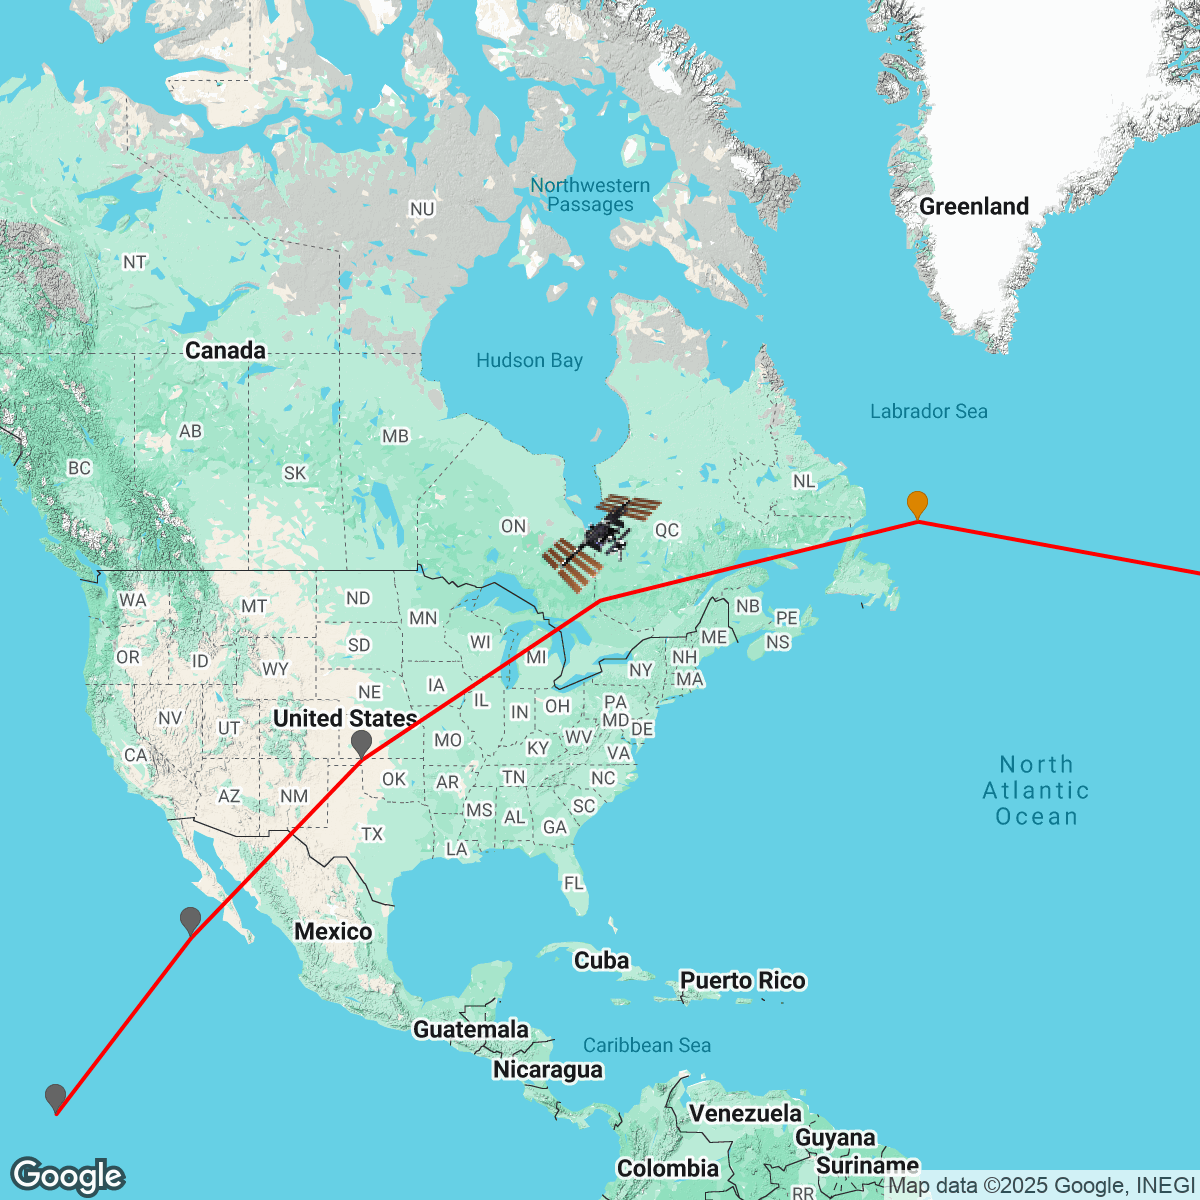 Northwestern
Passages
Greenland
NU
NT
Canada
Hudson Bay
Labrador Sea
AB
MB
BC
SK
NL
ON
QC
WA
MT
ND
MN
NB
PE
OR
ID
SD
WI
MI
ME
NS
WY
NY
NH
MA
NE
IA
IL
IN
OH
PA
NV
UT
United States
MD
DE
CA
MO
KY
WV
VA
AZ
NM
OK
AR
TN
NC
North
Atlantic
Ocean
TX
MS
AL
GA
SC
LA
FL
Mexico
Cuba
Puerto Rico
Guatemala
Caribbean Sea
Nicaragua
Venezuela
Guyana
Suriname
Colombia
RR
Google
Map data ©2025 Google, INEGI